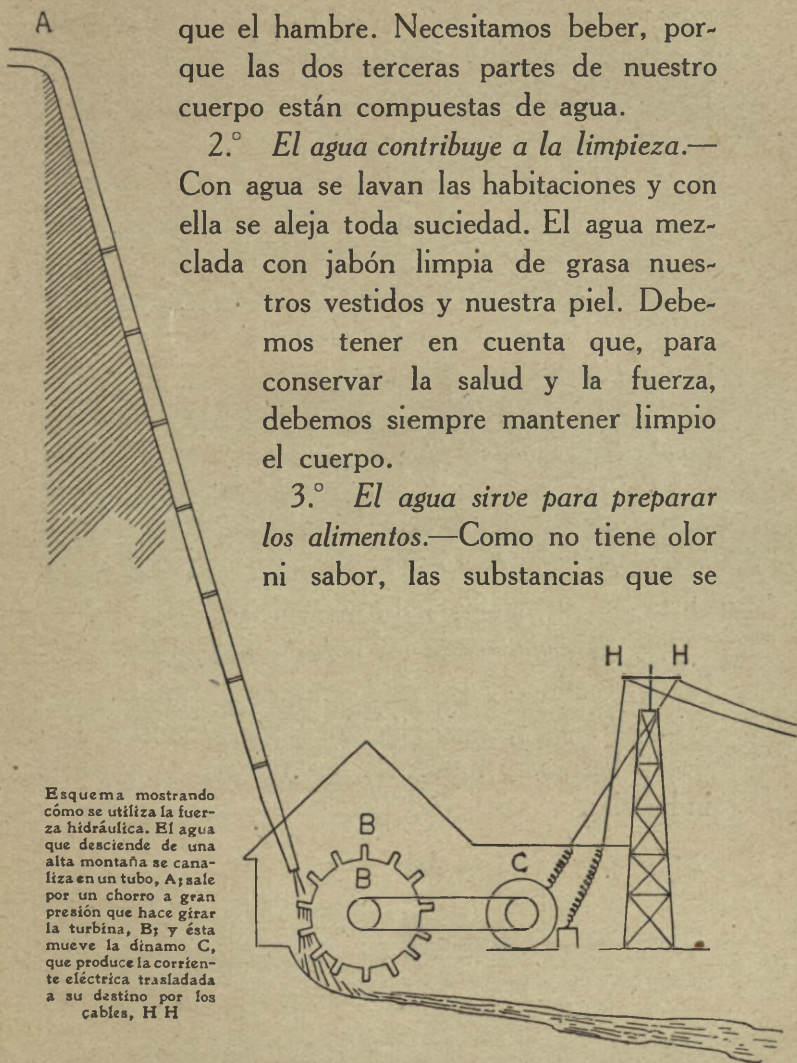 A
que el hambre. Necesitamos beber, por-
que las dos terceras partes de nuestro
cuerpo están compuestas de agua.
2.° El agua contribuye a la limpieza.—
Con agua se lavan las habitaciones y con
ella se aleja toda suciedad. El agua mez-
clada con jabón limpia de grasa nues-
tros vestidos y nuestra piel. Debe-
mos tener en cuenta que, para
conservar la salud y la fuerza,
debemos siempre mantener limpio
el cuerpo.
3.° El agua sirve para preparar
los alimentos.—Como no tiene olor
ni sabor, las substancias que se
H H
B
B
C
Esquema mostrando
cómo se utiliza la fuer-
za hidráulica. El agua
que desciende de una
alta montaña se cana-
liza en un tubo, A; sale
por un chorro a gran
presión que hace girar
la turbina, B; y ésta
mueve la dinamo C,
que produce la corrien-
te eléctrica trasladada
a su destino por los
cables, H H